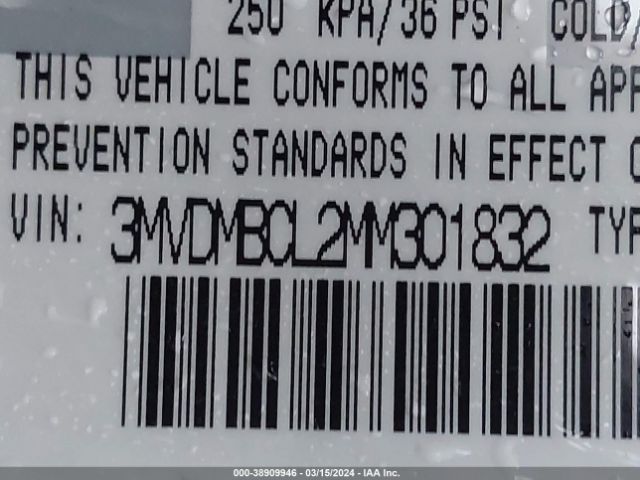 250 KPA/36 PSI COLD/
THIS VEHICLE CONFORMS TO ALL APP
PREVENTION STANDARDS IN EFFECT O
VIN: 3MVDMBCL2MM301832 TYP
000-38909946 - 03/15/2024 - IAA Inc.